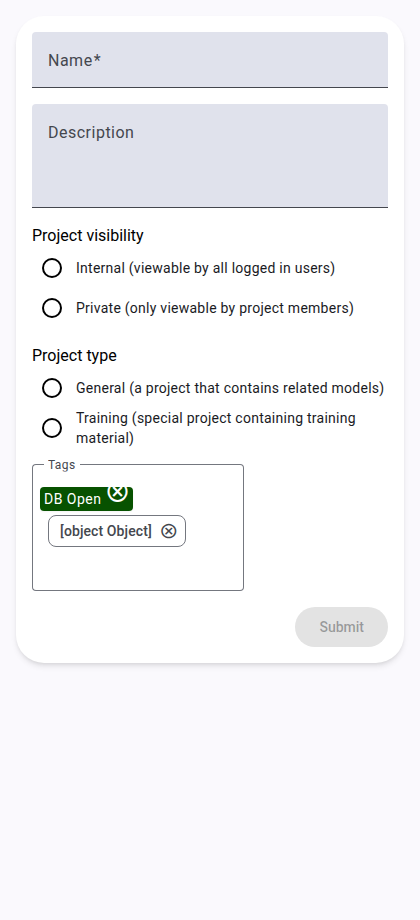 Name*
Description
Project visibility
Internal (viewable by all logged in users)
Private (only viewable by project members)
Project type
General (a project that contains related models)
Training (special project containing training
material)
Tags
DB Open
[object Object]
Submit